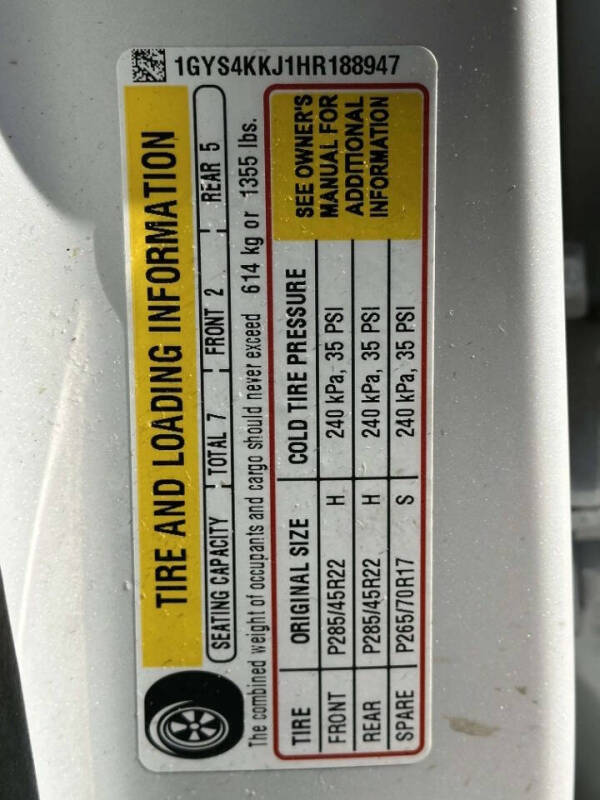 1GYS4KKJ1HR188947
TIRE AND LOADING INFORMATION
SEATING CAPACITY TOTAL 7 FRONT 2 REAR 5
The combined weight of occupants and cargo should never exceed 614 kg or 1355 lbs.
TIRE ORIGINAL SIZE COLD TIRE PRESSURE
FRONT P285/45R22 H 240 kPa, 35 PSI
REAR P285/45R22 H 240 kPa, 35 PSI
SPARE P265/70R17 S 240 kPa, 35 PSI
SEE OWNER'S
MANUAL FOR
ADDITIONAL
INFORMATION